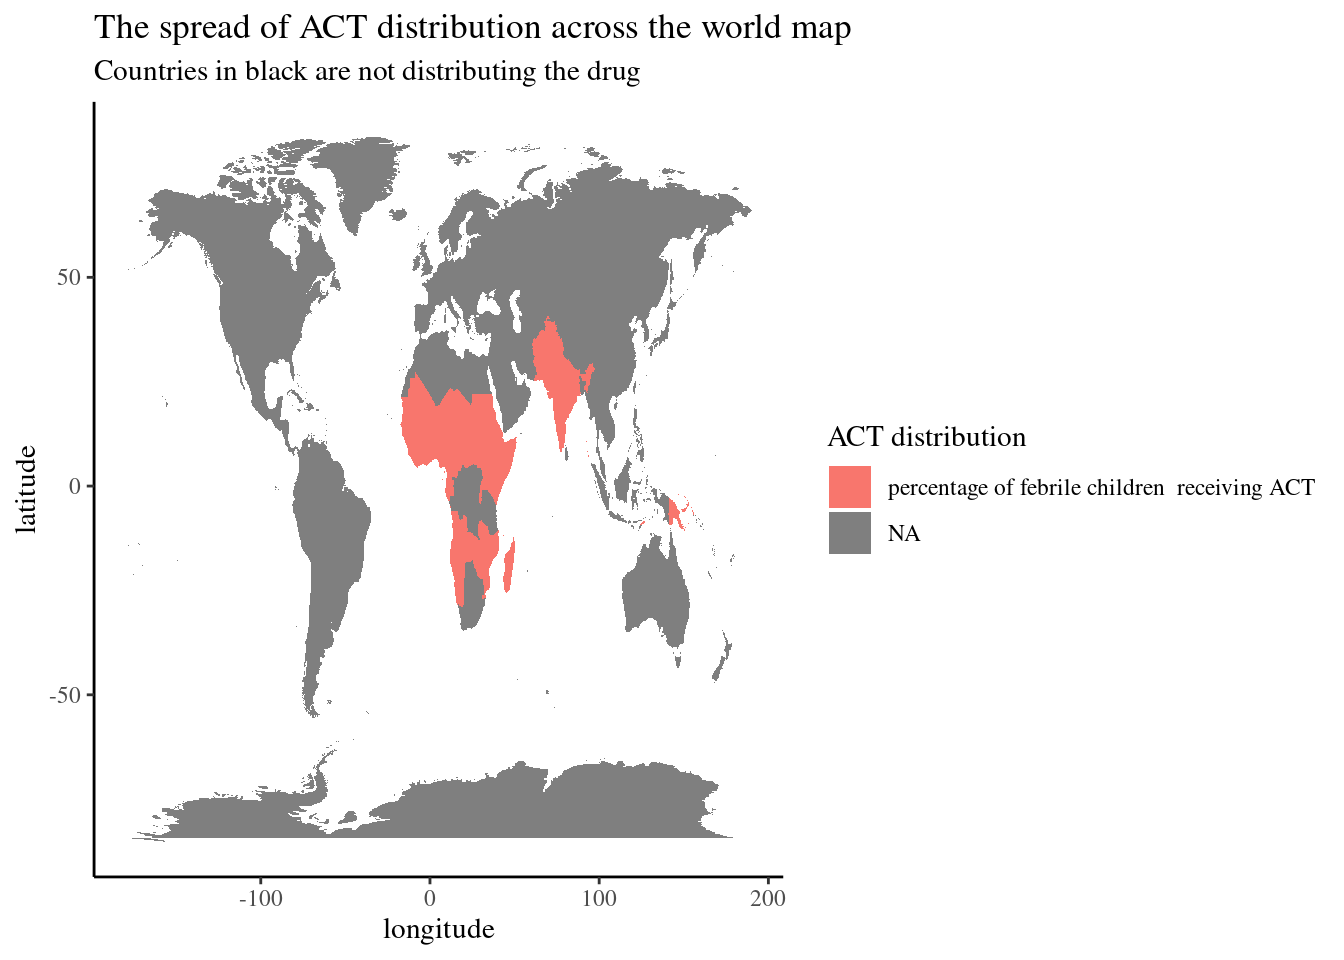 The spread of ACT distribution across the world map
Countries in black are not distributing the drug
latitude
50
0
-50
-100
0
100
200
longitude
ACT distribution
percentage of febrile children  receiving ACT
NA